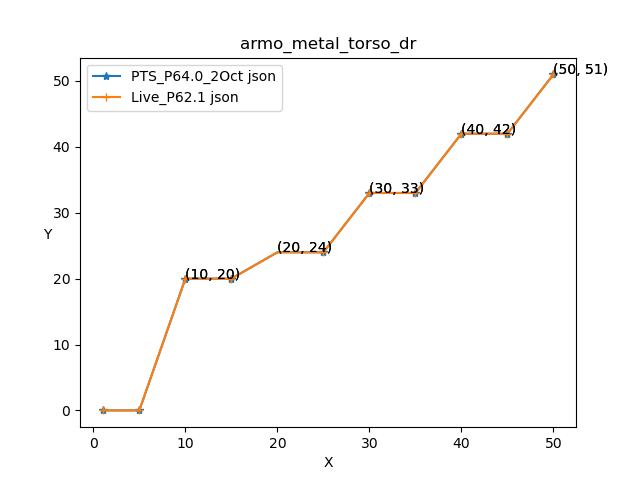 armo_metal_torso_dr
PTS_P64.0_2Oct json
Live_P62.1 json
(50, 51)
(40, 42)
(30, 33)
(20, 24)
(10, 20)
Y
50
40
30
20
10
0
0 10 20 30 40 50
X